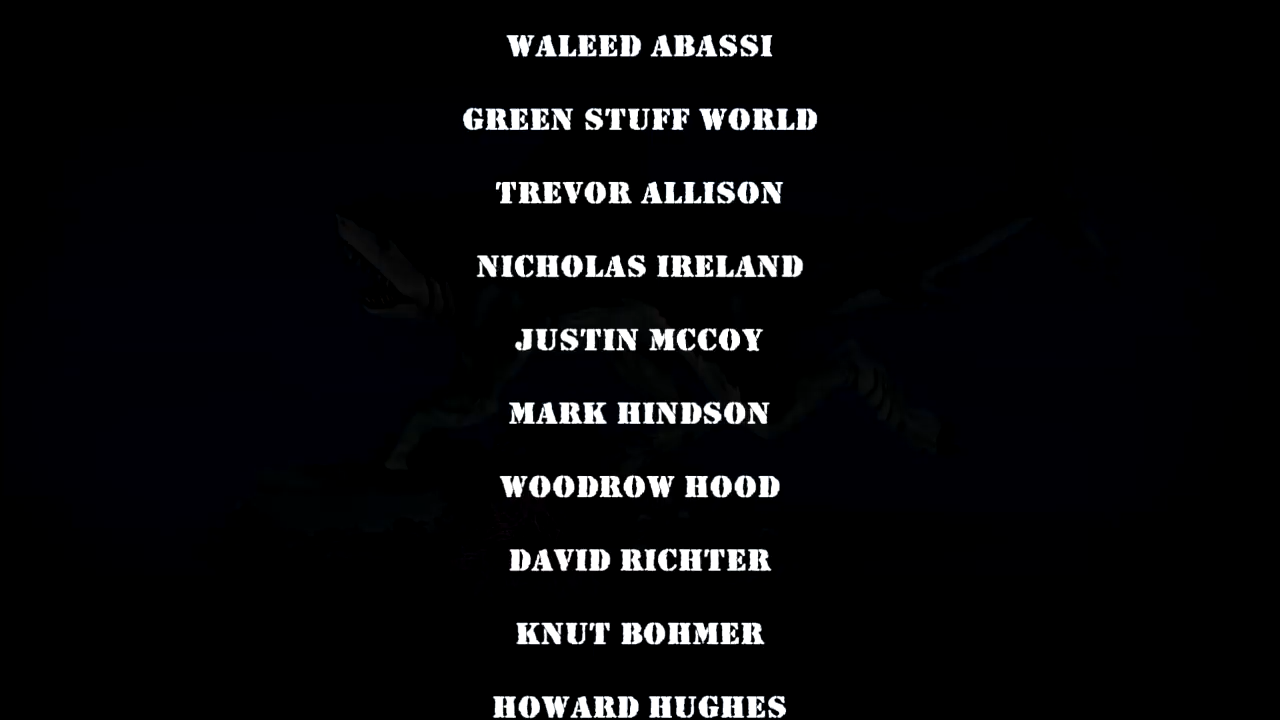 WALEED ABASSI
GREEN STUFF WORLD
TREVOR ALLISON
NICHOLAS IRELAND
JUSTIN MCCOY
MARK HINDSON
WOODROW HOOD
DAVID RICHTER
KNUT BOHMER
HOWARD HUGHES